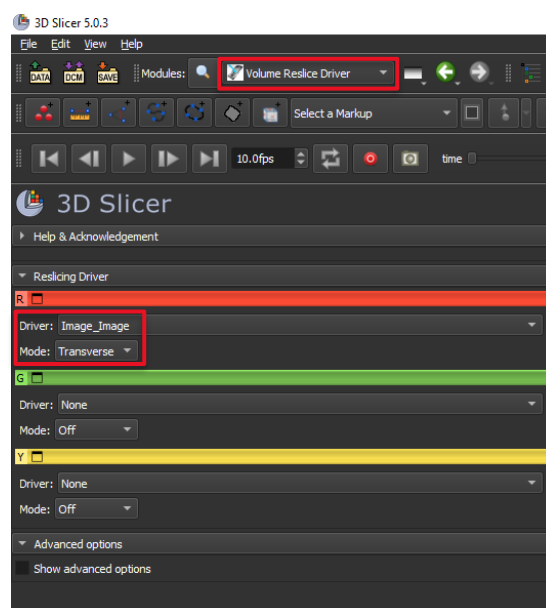 3D Slicer 5.0.3
File Edit View Help
DATA DCM SAVE Modules: Volume Reslice Driver
Select a Markup
10.0fps time
3D Slicer
Help & Acknowledgement
Reslicing Driver
R
Driver: Image_Image
Mode: Transverse
G
Driver: None
Mode: Off
Y
Driver: None
Mode: Off
Advanced options
Show advanced options